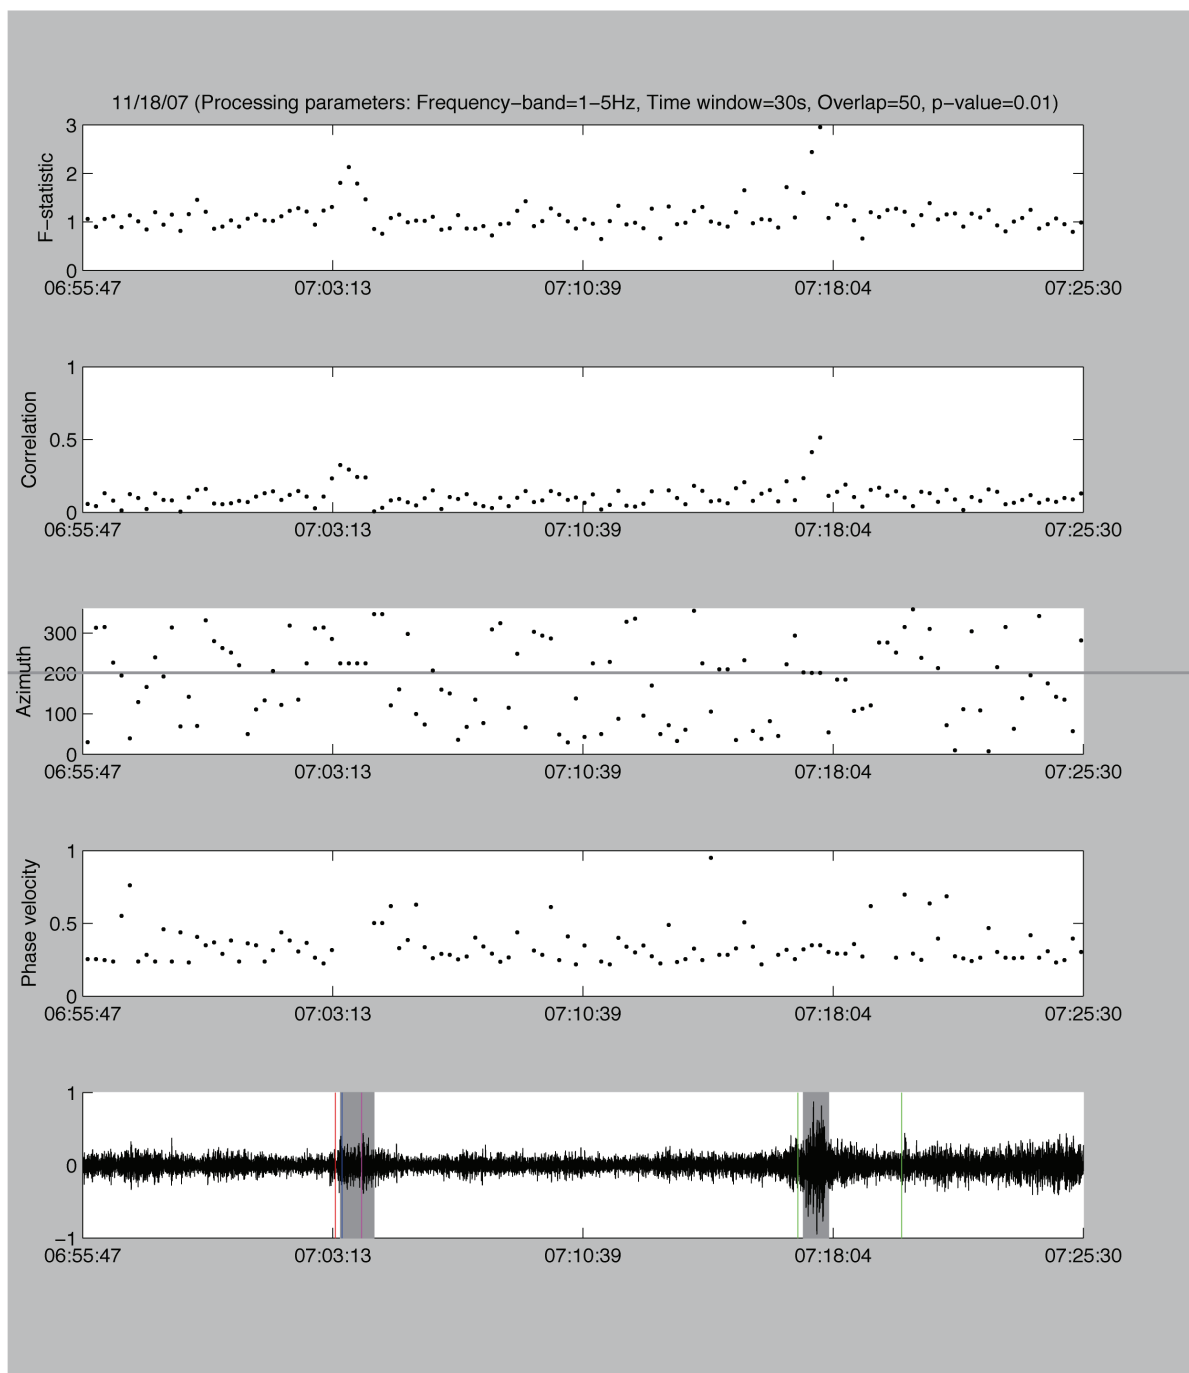 11/18/07 (Processing parameters: Frequency−band=1−5Hz, Time window=30s, Overlap=50, p−value=0.01)
F−statistic
3
2
1
0
06:55:47 07:03:13 07:10:39 07:18:04 07:25:30
Correlation
1
0.5
0
06:55:47 07:03:13 07:10:39 07:18:04 07:25:30
Azimuth
300
200
100
0
06:55:47 07:03:13 07:10:39 07:18:04 07:25:30
Phase velocity
1
0.5
0
06:55:47 07:03:13 07:10:39 07:18:04 07:25:30
1
0
−1
06:55:47 07:03:13 07:10:39 07:18:04 07:25:30